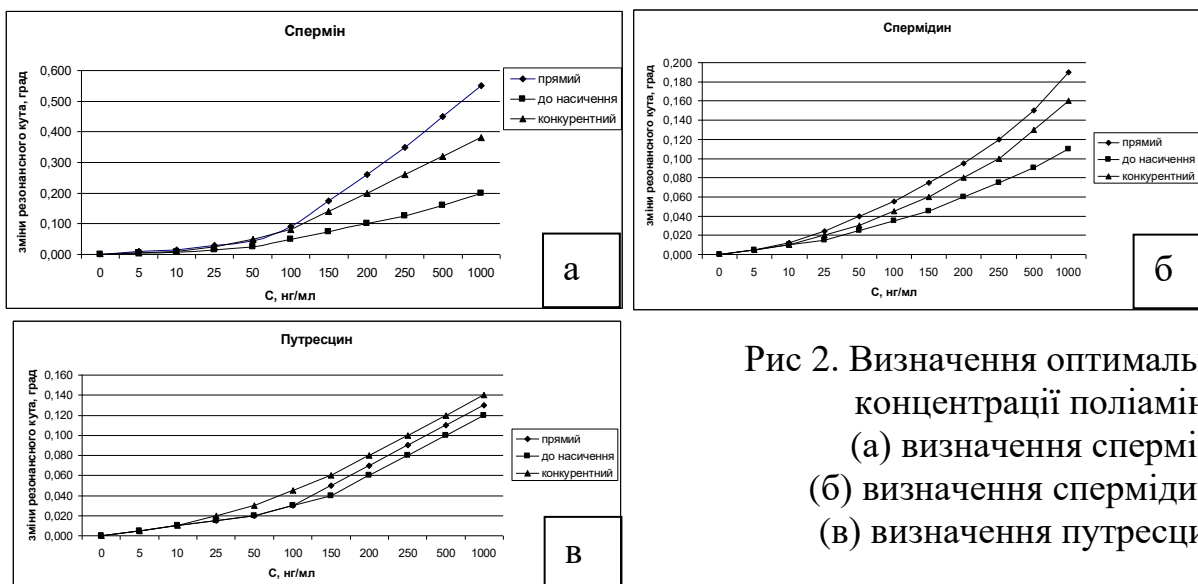 Спермін
зміни резонансного кута, град
0,600
0,500
0,400
0,300
0,200
0,100
0,000
0 5 10 25 50 100 150 200 250 500 1000
С, нг/мл
прямий
до насичення
конкурентний
а
Спермідин
зміни резонансного кута, град
0,200
0,180
0,160
0,140
0,120
0,100
0,080
0,060
0,040
0,020
0,000
0 5 10 25 50 100 150 200 250 500 1000
С, нг/мл
прямий
до насичення
конкурентний
б
Путресцин
зміни резонансного кута, град
0,160
0,140
0,120
0,100
0,080
0,060
0,040
0,020
0,000
0 5 10 25 50 100 150 200 250 500 1000
С, нг/мл
прямий
до насичення
конкурентний
в
Рис 2. Визначення оптималь
концентрації поліамін
(а) визначення спермі
(б) визначення сперміди
(в) визначення путресци